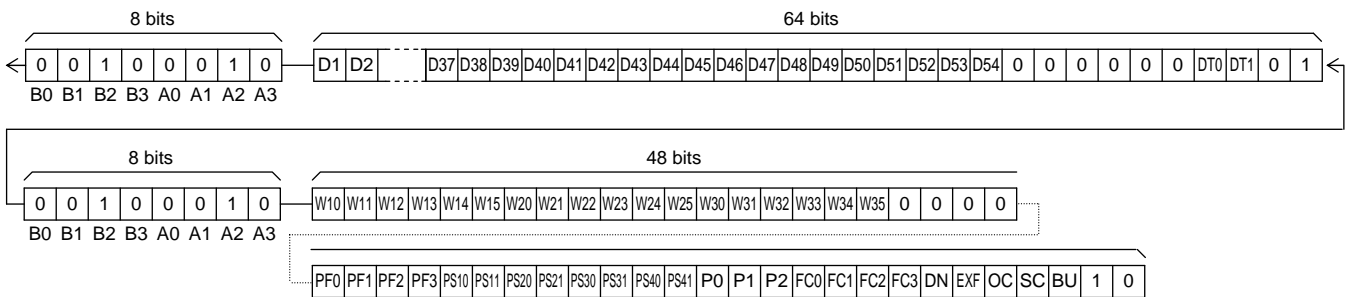 8 bits 64 bits
0 0 1 0 0 0 1 0 D1 D2 D37 D38 D39 D40 D41 D42 D43 D44 D45 D46 D47 D48 D49 D50 D51 D52 D53 D54 0 0 0 0 0 0 DT0 DT1 0 1
B0 B1 B2 B3 A0 A1 A2 A3
8 bits 48 bits
0 0 1 0 0 0 1 0 W10 W11 W12 W13 W14 W15 W20 W21 W22 W23 W24 W25 W30 W31 W32 W33 W34 W35 0 0 0 0
B0 B1 B2 B3 A0 A1 A2 A3
PF0 PF1 PF2 PF3 PS10 PS11 PS20 PS21 PS30 PS31 PS40 PS41 P0 P1 P2 FC0 FC1 FC2 FC3 DN EXF OC SC BU 1 0